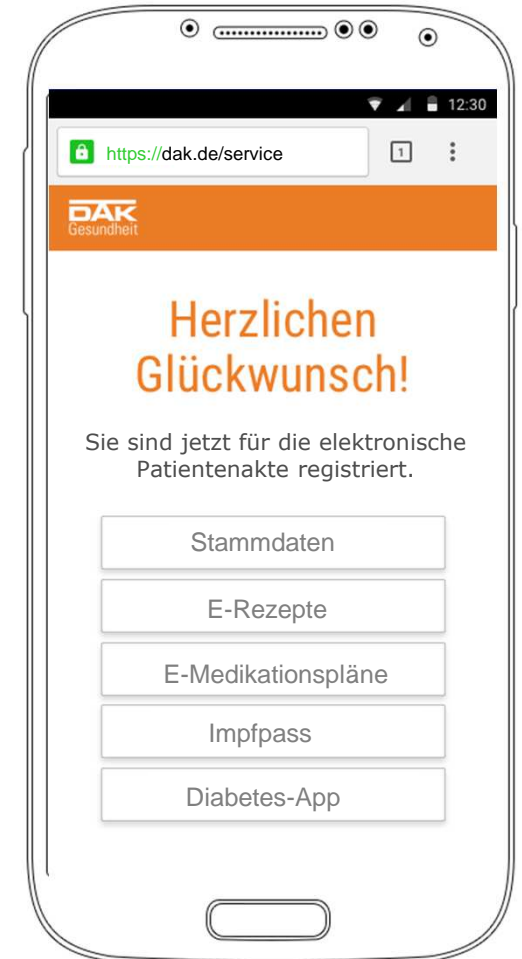 12:30
https://dak.de/service
1
DAK
Gesundheit
Herzlichen
Glückwunsch!
Sie sind jetzt für die elektronische
Patientenakte registriert.
Stammdaten
E-Rezepte
E-Medikationspläne
Impfpass
Diabetes-App